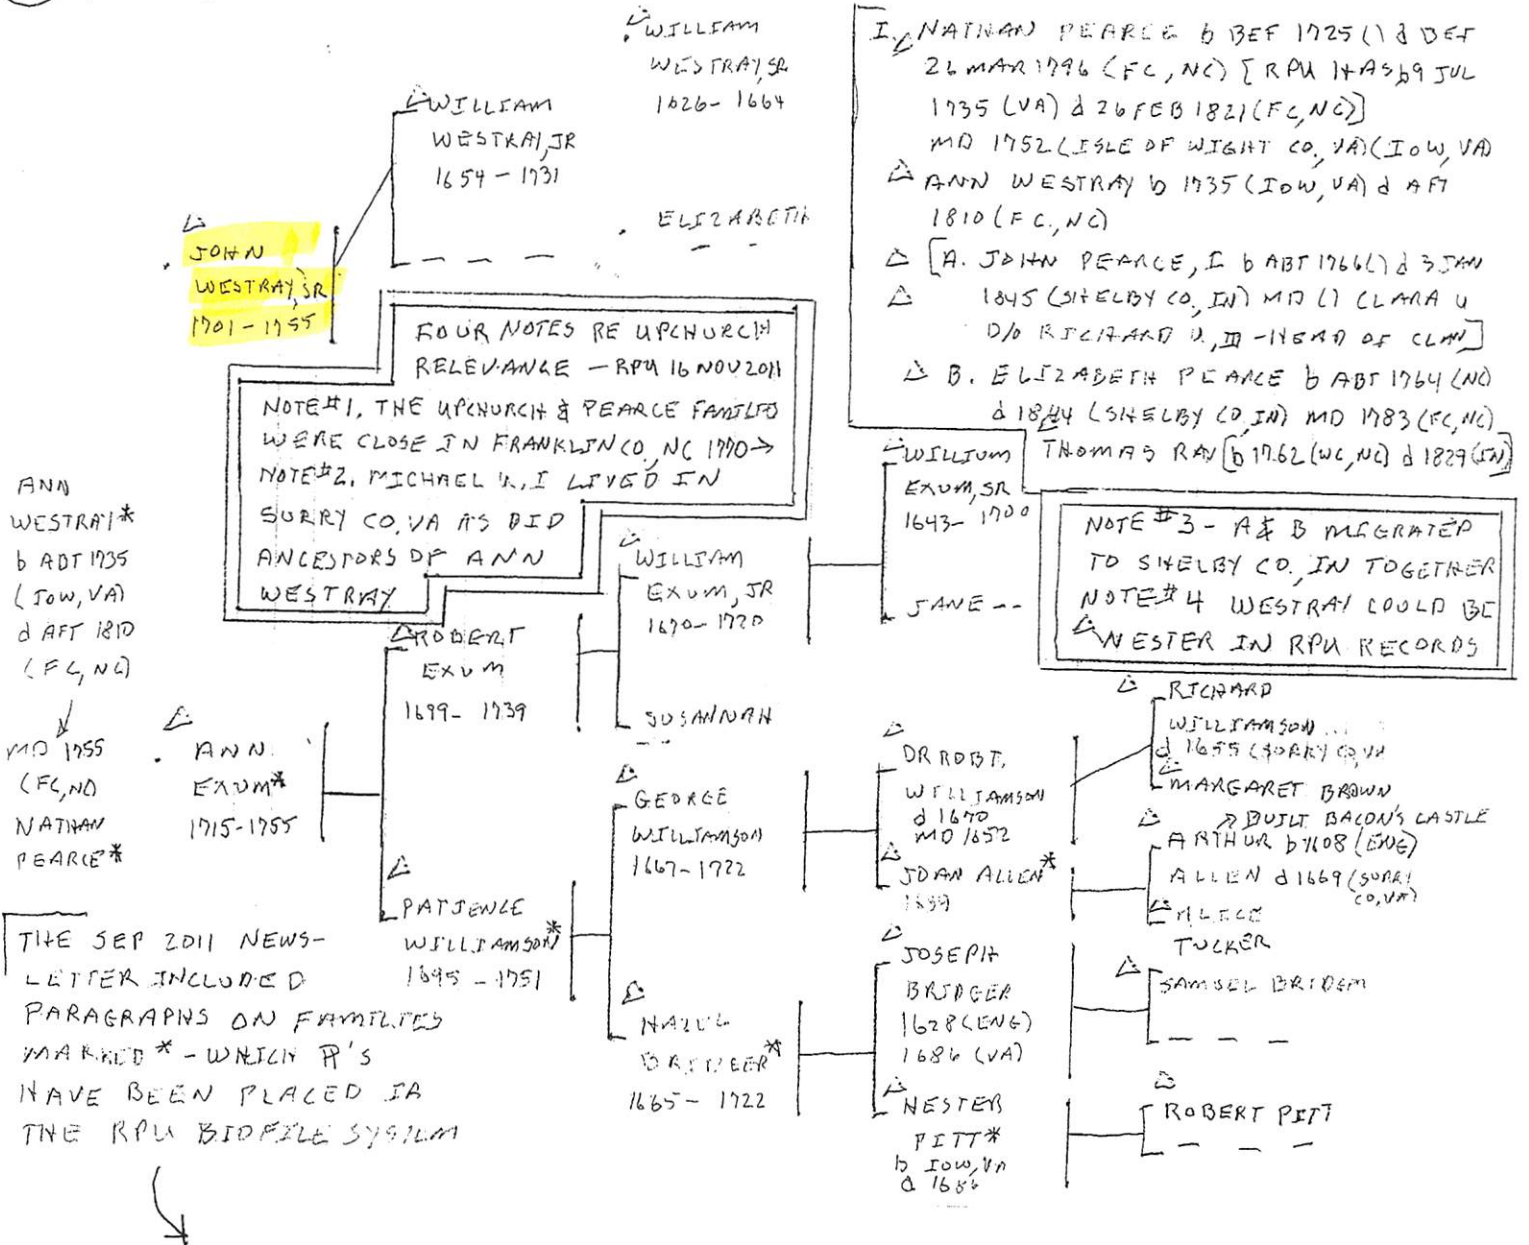 WILLIAM
WESTRAY, SR
1626-1664
WILLIAM
WESTRAY, JR
1654-1731
ELIZABETH
JOHN
WESTRAY, SR
1701-1755
I. NATHAN PEARCE b BEF 1725 () d BEF
26 MAR 1796 (FC, NC) [RPU HAS b 9 JUL
1735 (VA) d 26 FEB 1821 (FC, NC)]
MD 1752 (ISLE OF WIGHT CO., VA) (IOW, VA)
ANN WESTRAY b 1735 (IOW, VA) d AFT
1810 (FC., NC)
[A. JOHN PEARCE, I b ABT 1766 () d 3 JAN
1845 (SHELBY CO, IN) MD () CLARA U
D/O RICHARD U., III - HEAD OF CLAN]
B. ELIZABETH PEARCE b ABT 1764 (NC)
d 1844 (SHELBY CO, IN) MD 1783 (FC, NC)
THOMAS RAY [b 1762 (WC, NC) d 1829 (IN)]
FOUR NOTES RE UPCHURCH
RELEVANCE - RPU 16 NOV 2011
NOTE #1. THE UPCHURCH & PEARCE FAMILES
WERE CLOSE IN FRANKLIN CO., NC 1770→
NOTE #2. MICHAEL U., I LIVED IN
SURRY CO. VA AS DID
ANCESTORS OF ANN
WESTRAY
NOTE #3 - A & B MIGRATED
TO SHELBY CO., IN TOGETHER
NOTE #4 WESTRAY COULD BE
WESTER IN RPU RECORDS
ANN
WESTRAY*
b ABT 1735
(IOW, VA)
d AFT 1810
(FC, NC)
MD 1755
(FC, NC)
NATHAN
PEARCE*
ANN
EXUM*
1715-1755
ROBERT
EXUM
1699-1739
PATIENCE
WILLIAMSON*
1695-1751
WILLIAM
EXUM, JR
1670-1720
SUSANNAH
GEORGE
WILLIAMSON
1667-1722
HAZEL
BRIDGER*
1665-1722
WILLIUM
EXUM, SR
1643-1700
JANE --
DR ROBT.
WILLIAMSON
d 1670
MD 1652
JOAN ALLEN*
JOSEPH
BRIDGER
1628 (ENG)
1686 (VA)
HESTER
PITT*
b IOW, VA
d 1686
RICHARD
WILLIAMSON
d 1655 (SORRY CO, VA
MARGARET BROWN
↗ BUILT BACON'S CASTLE
ARTHUR b 1608 (ENG)
ALLEN d 1669 (SURRY
CO, VA)
ALICE
TUCKER
SAMUEL BRIDGER
ROBERT PITT
THE SEP 2011 NEWS-
LETTER INCLUDED
PARAGRAPHS ON FAMILIES
MARKED * - WHICH ¶'S
HAVE BEEN PLACED IN
THE RPU BIOFILE SYSTEM